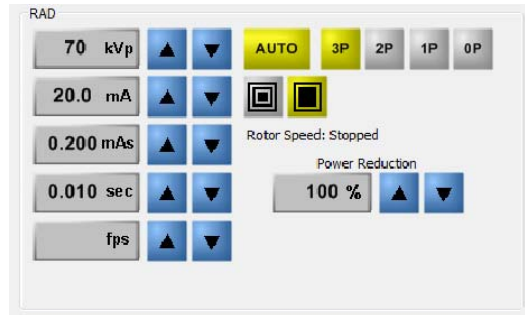 RAD
70 kVp
AUTO 3P 2P 1P 0P
20.0 mA
0.200 mAs
Rotor Speed: Stopped
Power Reduction
0.010 sec
100 %
fps